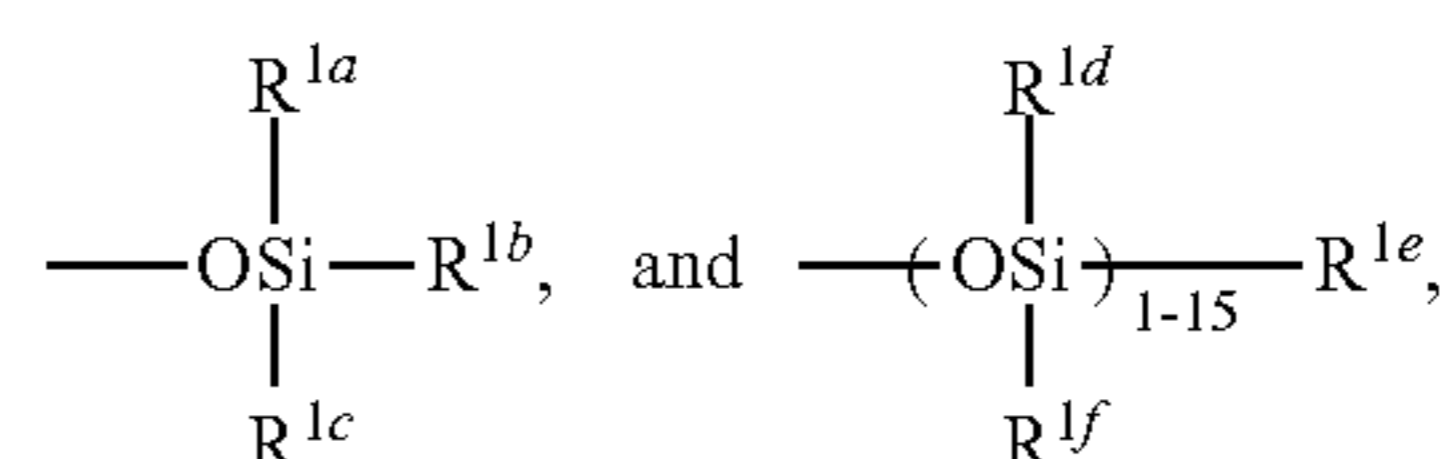 R1a R1d
OSi R1b, and ( OSi )1-15 R1e,
R1c R1f